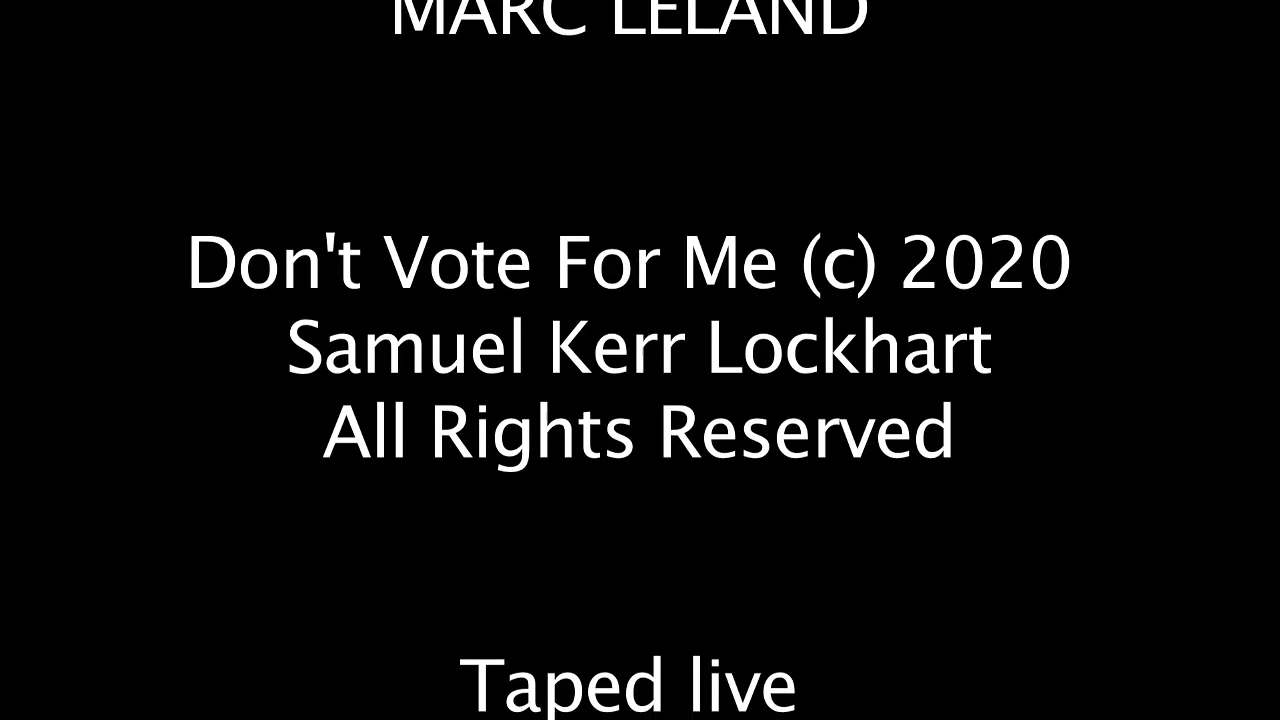 MARC LELAND
Don't Vote For Me (c) 2020
Samuel Kerr Lockhart
All Rights Reserved
Taped live